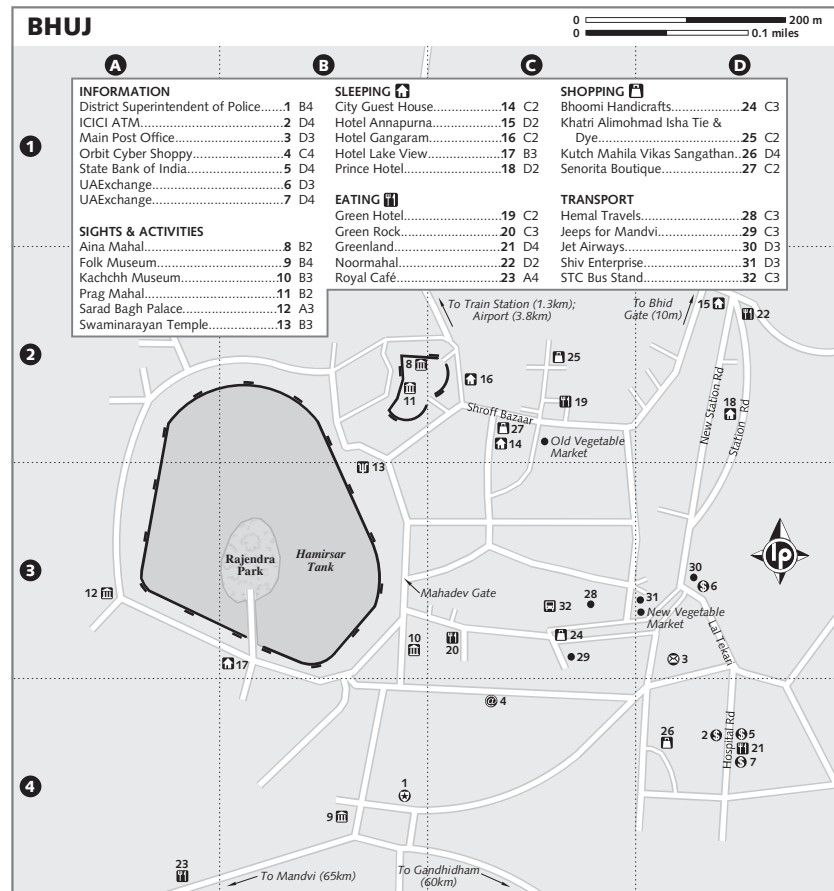 BHUJ
0 200 m
0 0.1 miles
A B C D
INFORMATION
District Superintendent of Police......1 B4
ICICI ATM..................................2 D4
Main Post Office.........................3 D3
Orbit Cyber Shoppy.....................4 C4
State Bank of India......................5 D4
UAExchange..............................6 D3
UAExchange..............................7 D4
SIGHTS & ACTIVITIES
Aina Mahal................................8 B2
Folk Museum.............................9 B4
Kachchh Museum......................10 B3
Prag Mahal...............................11 B2
Sarad Bagh Palace.....................12 A3
Swaminarayan Temple................13 B3
SLEEPING
City Guest House.......................14 C2
Hotel Annapurna.......................15 D2
Hotel Gangaram........................16 C2
Hotel Lake View.........................17 B3
Prince Hotel..............................18 D2
EATING
Green Hotel..............................19 C2
Green Rock...............................20 C3
Greenland.................................21 D4
Noormahal................................22 D2
Royal Café................................23 A4
SHOPPING
Bhoomi Handicrafts....................24 C3
Khatri Alimohmad Isha Tie &
Dye.........................................25 C2
Kutch Mahila Vikas Sangathan..26 D4
Senorita Boutique......................27 C2
TRANSPORT
Hemal Travels...........................28 C3
Jeeps for Mandvi.......................29 C3
Jet Airways...............................30 D3
Shiv Enterprise..........................31 D3
STC Bus Stand..........................32 C3
1
To Train Station (1.3km);
Airport (3.8km)
To Bhid
Gate (10m)
15
22
2
8
11
16
25
19
18
New Station Rd
Station Rd
Shroff Bazaar
27
14
Old Vegetable
Market
13
3
Rajendra
Park
Hamirsar
Tank
12
Mahadev Gate
30
6
28
32
31
New Vegetable
Market
Lal Tekari
lp
10
20
24
29
3
17
4
26
2
5
21
7
Hospital Rd
4
1
9
23
To Mandvi (65km)
To Gandhidham
(60km)